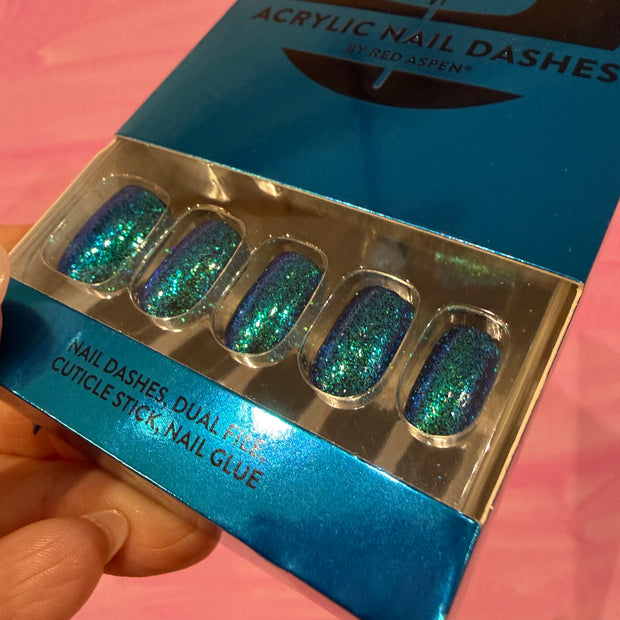 ACRYLIC NAIL DASHES
BY RED ASPEN®
NAIL DASHES, DUAL FILE,
CUTICLE STICK, NAIL GLUE